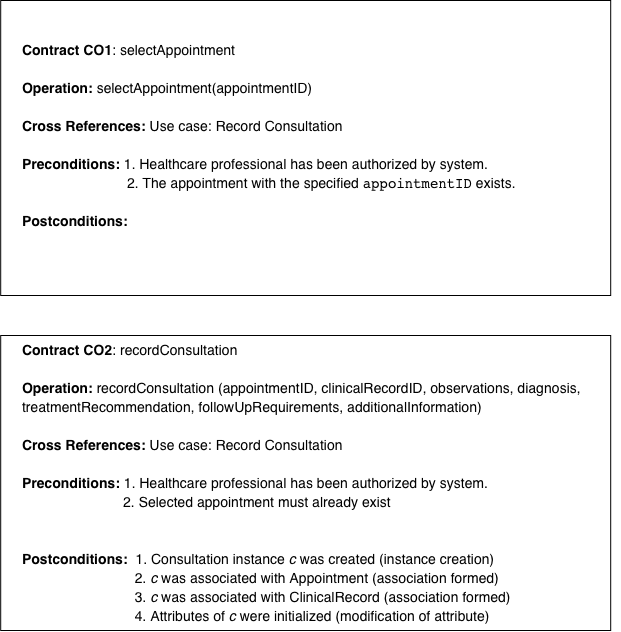 Contract CO1: selectAppointment
Operation: selectAppointment(appointmentID)
Cross References: Use case: Record Consultation
Preconditions: 1. Healthcare professional has been authorized by system.
2. The appointment with the specified appointmentID exists.
Postconditions:
Contract CO2: recordConsultation
Operation: recordConsultation (appointmentID, clinicalRecordID, observations, diagnosis,
treatmentRecommendation, followUpRequirements, additionalInformation)
Cross References: Use case: Record Consultation
Preconditions: 1. Healthcare professional has been authorized by system.
2. Selected appointment must already exist
Postconditions: 1. Consultation instance c was created (instance creation)
2. c was associated with Appointment (association formed)
3. c was associated with ClinicalRecord (association formed)
4. Attributes of c were initialized (modification of attribute)